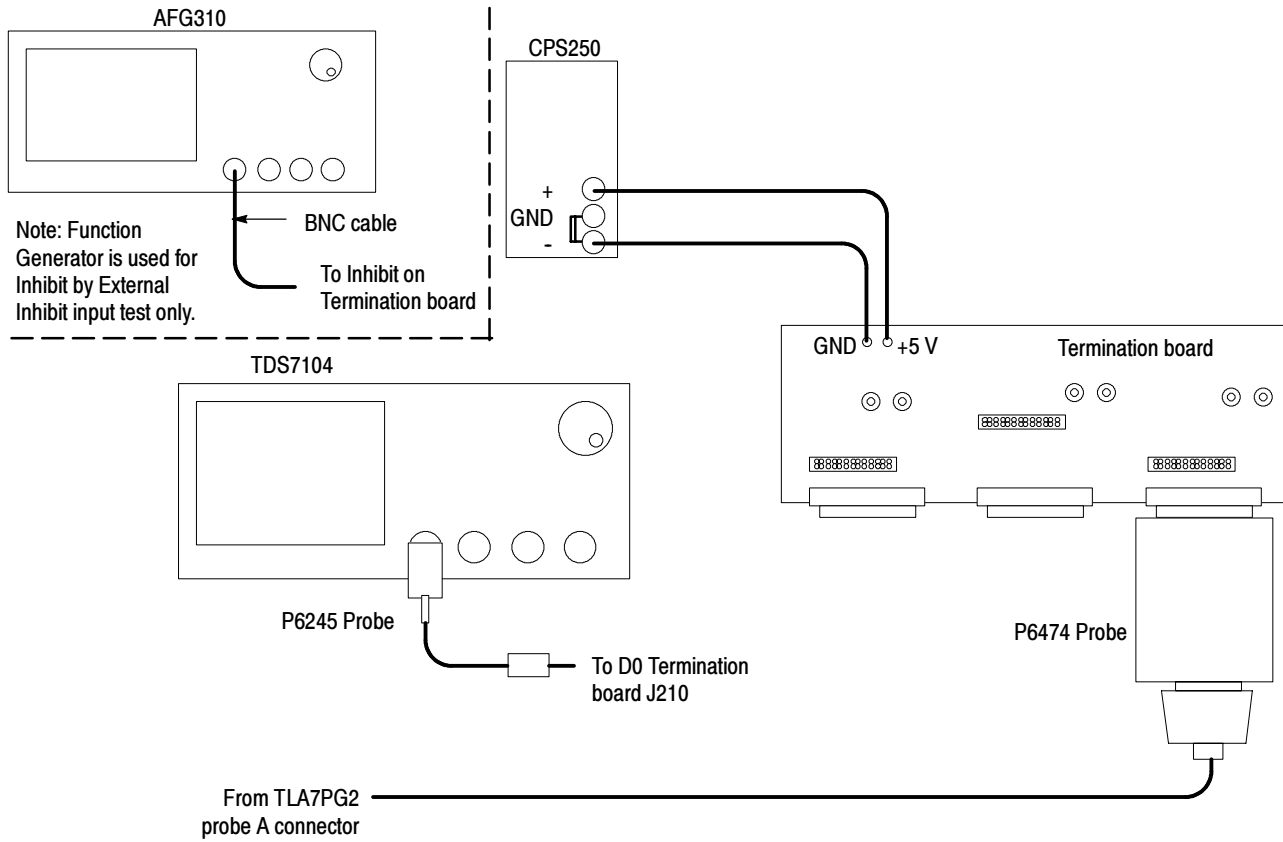 AFG310
BNC cable
Note: Function
Generator is used for
Inhibit by External
Inhibit input test only.
To Inhibit on
Termination board
CPS250
+
GND
-
GND
+5 V
Termination board
TDS7104
P6245 Probe
To D0 Termination
board J210
P6474 Probe
From TLA7PG2
probe A connector